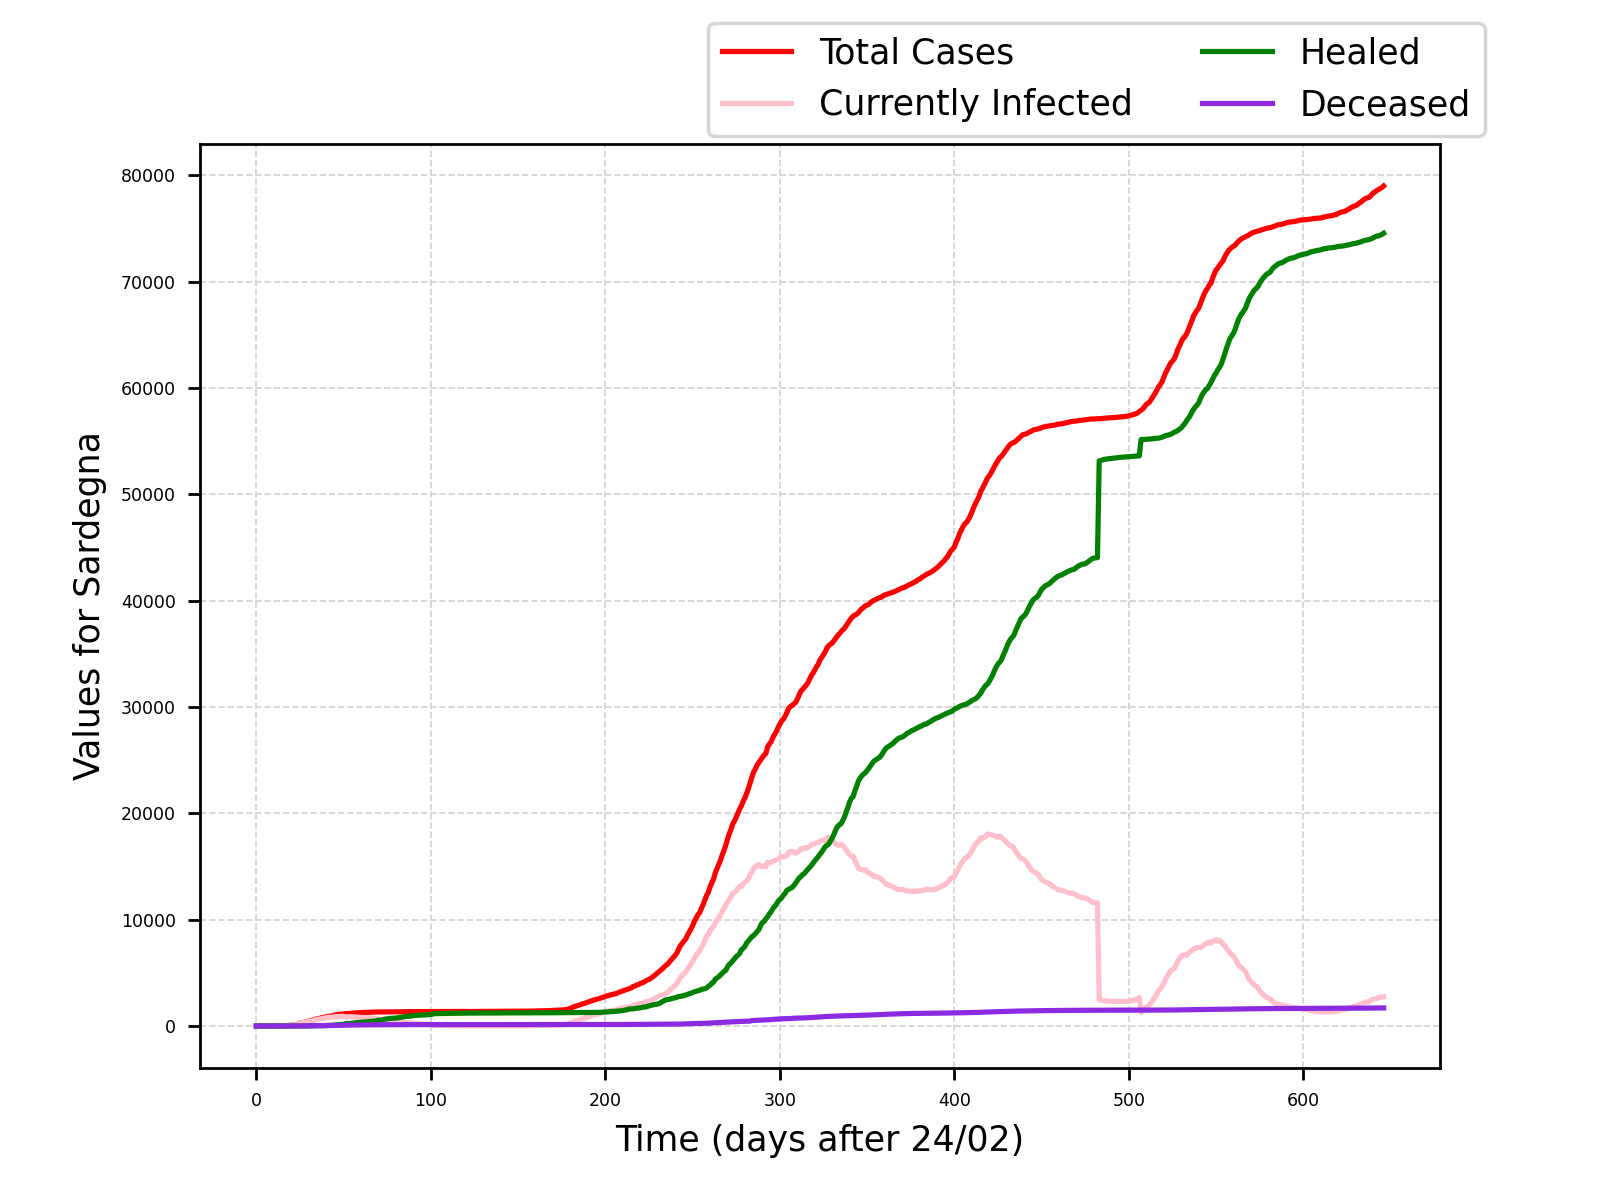 Total Cases
Currently Infected
Healed
Deceased
80000
70000
60000
50000
40000
30000
20000
10000
0
Values for Sardegna
0 100 200 300 400 500 600
Time (days after 24/02)